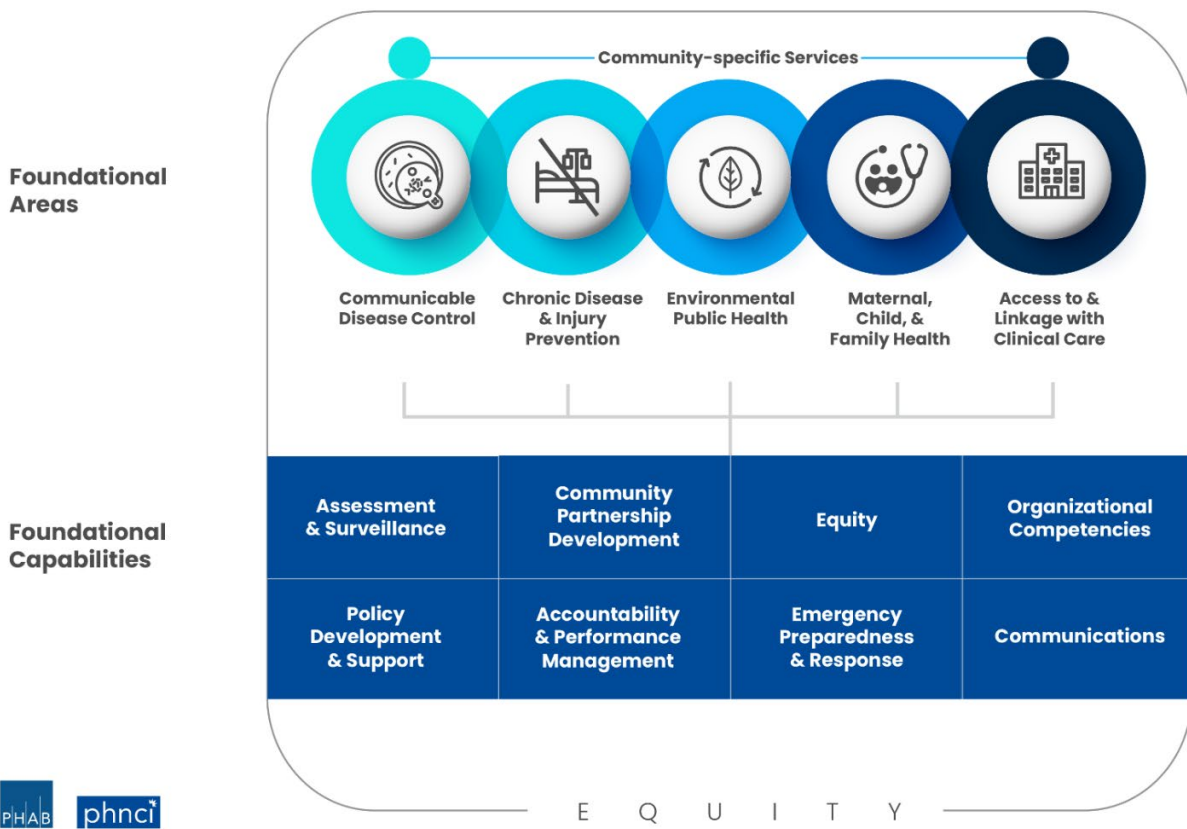 Community-specific Services
Foundational
Areas
Communicable
Disease Control
Chronic Disease
& Injury
Prevention
Environmental
Public Health
Maternal,
Child, &
Family Health
Access to &
Linkage with
Clinical Care
Foundational
Capabilities
Assessment
& Surveillance
Community
Partnership
Development
Equity
Organizational
Competencies
Policy
Development
& Support
Accountability
& Performance
Management
Emergency
Preparedness
& Response
Communications
EQUITY
PHAB
phnci